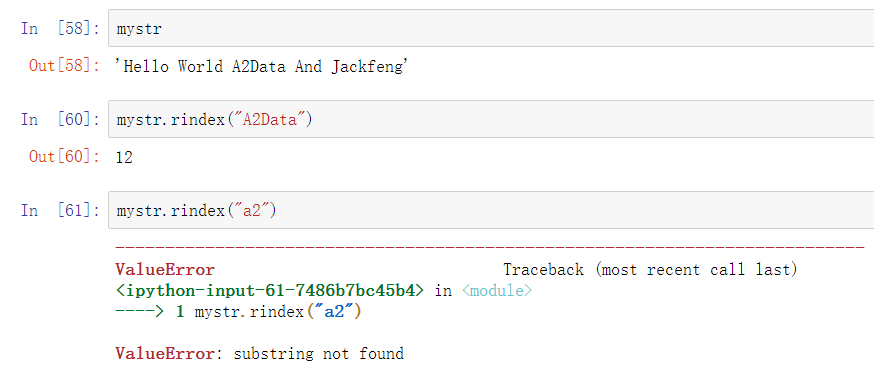 In [58]: mystr
Out[58]: 'Hello World A2Data And Jackfeng'
In [60]: mystr.rindex("A2Data")
Out[60]: 12
In [61]: mystr.rindex("a2")
---------------------------------------------------------------------------
ValueError Traceback (most recent call last)
<ipython-input-61-7486b7bc45b4> in <module>
----> 1 mystr.rindex("a2")
ValueError: substring not found